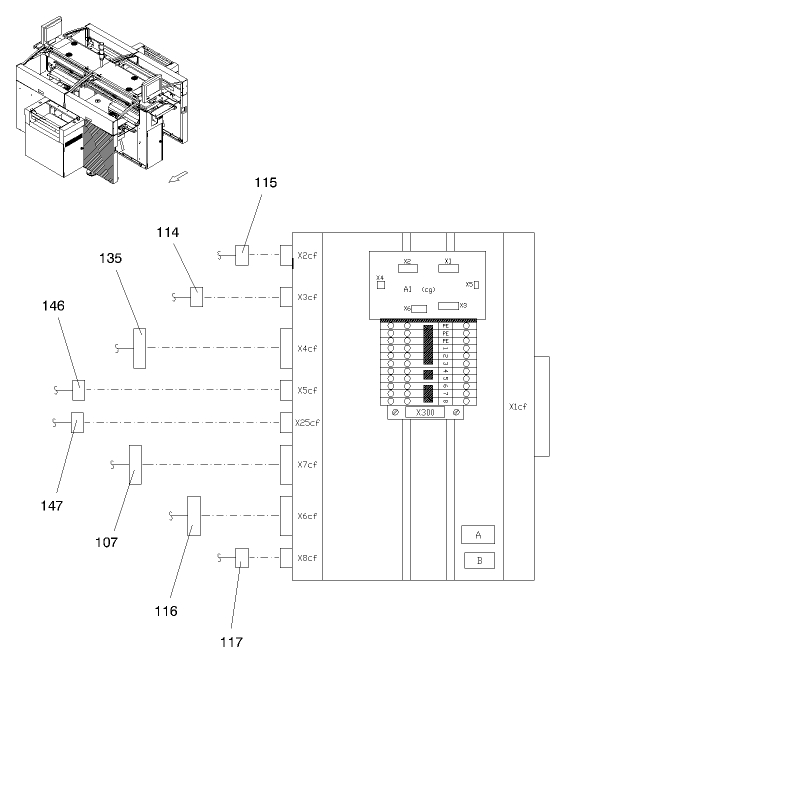 115
114
135
146
147
107
116
117
X2cf
X3cf
X4cf
X5cf
X25cf
X7cf
X6cf
X8cf
X2
X1
X4
A1 (cg)
X5
X6
X3
PE
PE
PE
1
2
3
4
5
6
7
8
X300
X1cf
A
B